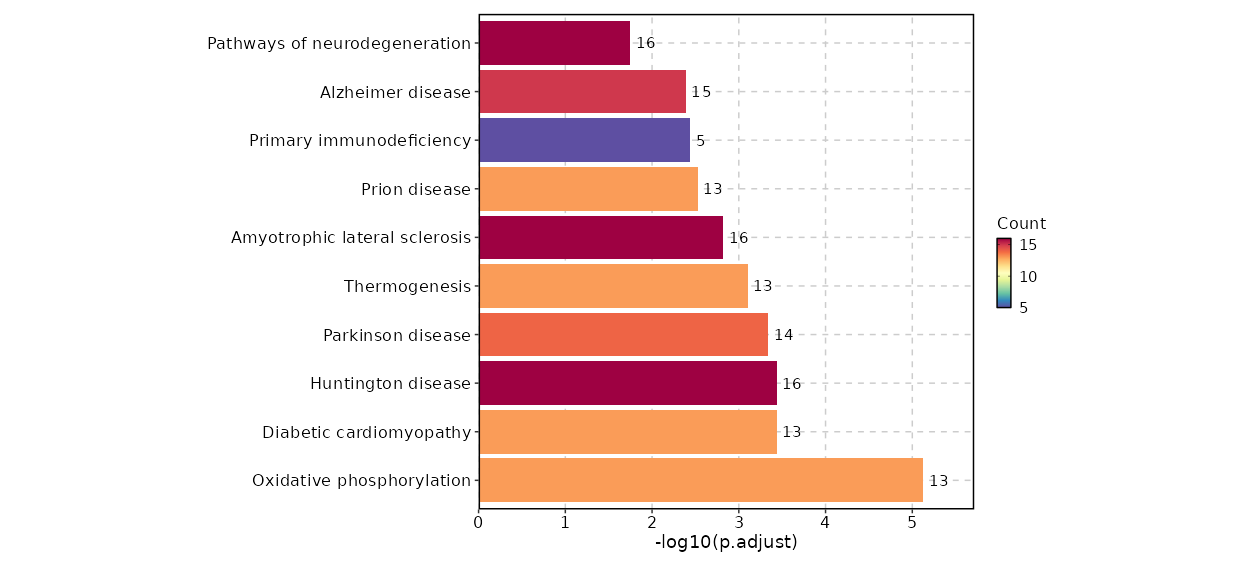 Pathways of neurodegeneration 16
Alzheimer disease 15
Primary immunodeficiency 5
Prion disease 13
Amyotrophic lateral sclerosis 16
Thermogenesis 13
Parkinson disease 14
Huntington disease 16
Diabetic cardiomyopathy 13
Oxidative phosphorylation 13
0 1 2 3 4 5
-log10(p.adjust)
Count
15
10
5